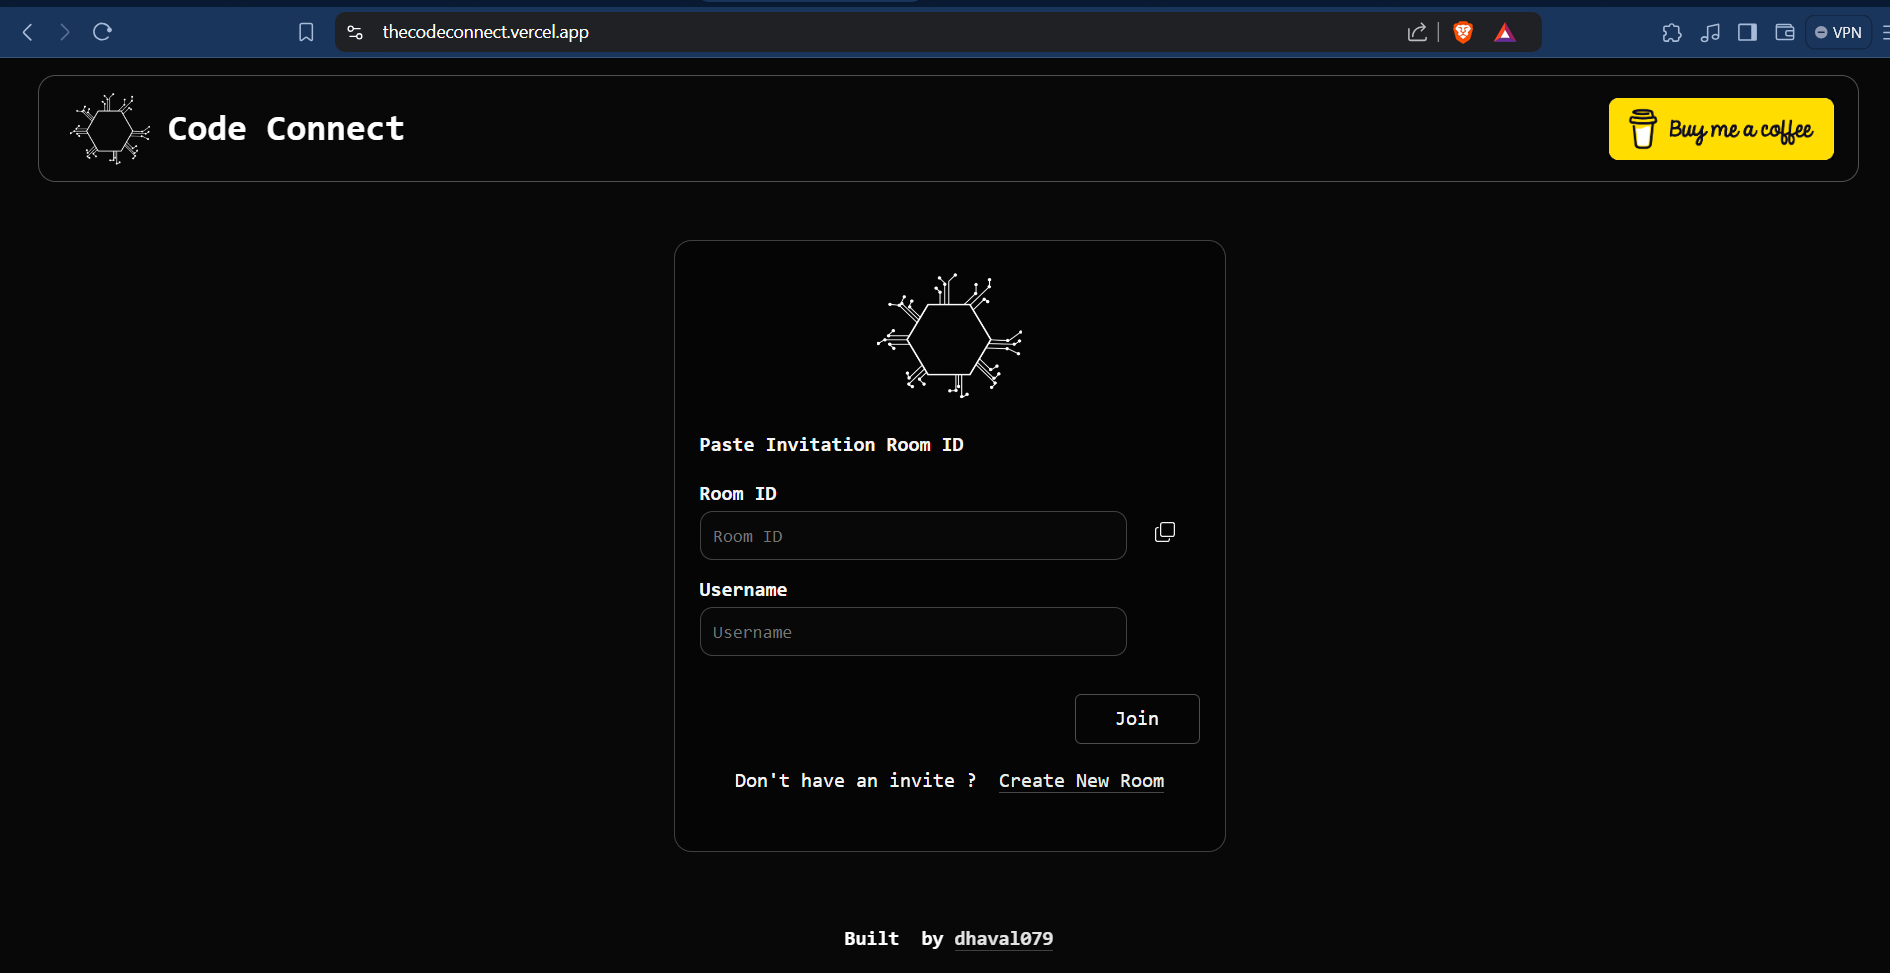 thecodeconnect.vercel.app
VPN
Code Connect
Buy me a coffee
Paste Invitation Room ID
Room ID
Room ID
Username
Username
Join
Don't have an invite ? Create New Room
Built by dhaval079